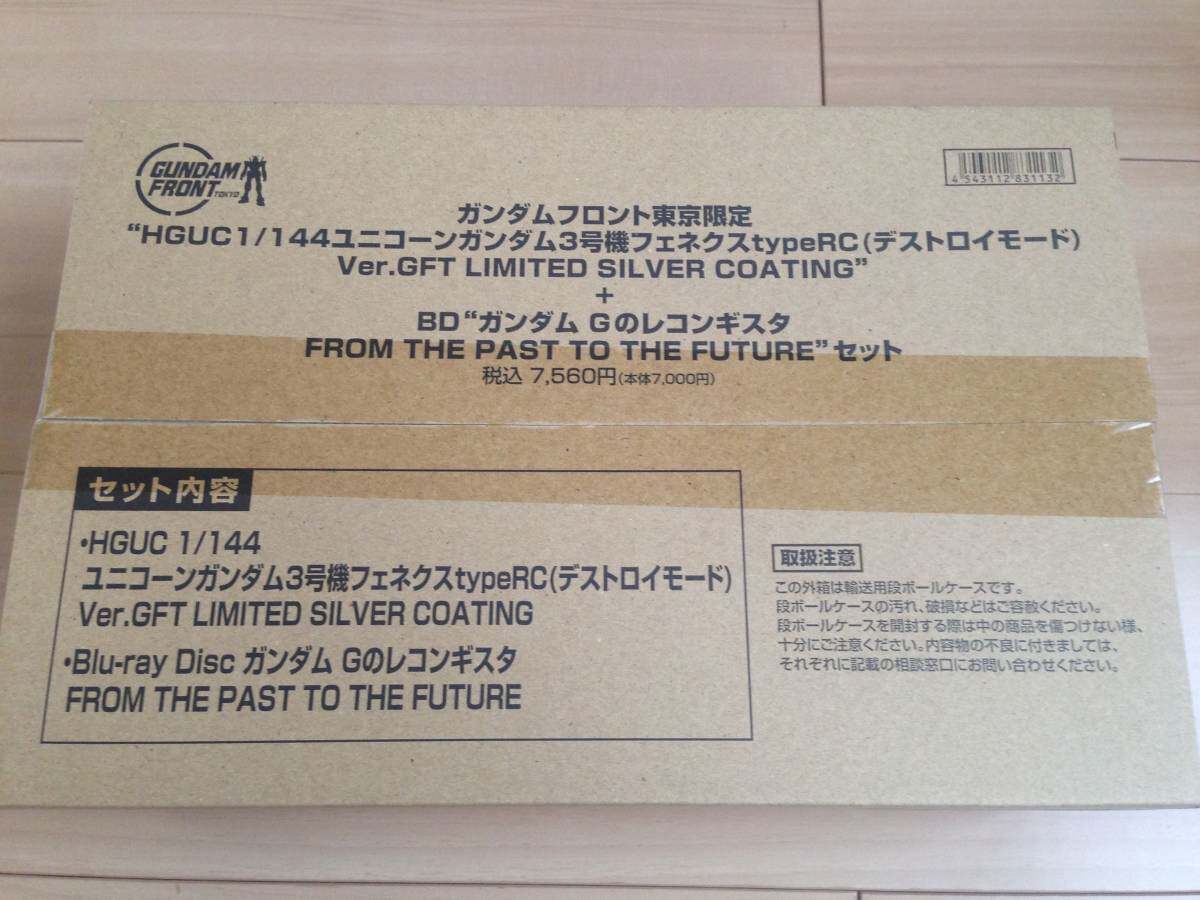 GUNDAM
FRONT TOKYO
4 543112 831132
ガンダムフロント東京限定
“HGUC1/144ユニコーンガンダム3号機フェネクスtypeRC(デストロイモード)
Ver.GFT LIMITED SILVER COATING”
+
BD“ガンダム Gのレコンギスタ
FROM THE PAST TO THE FUTURE”セット
税込 7,560円(本体7,000円)
セット内容
・HGUC 1/144
ユニコーンガンダム3号機フェネクスtypeRC(デストロイモード)
Ver.GFT LIMITED SILVER COATING
・Blu-ray Disc ガンダム Gのレコンギスタ
FROM THE PAST TO THE FUTURE
取扱注意
この外箱は輸送用段ボールケースです。
段ボールケースの汚れ、破損などはご容赦ください。
段ボールケースを開封する際は中の商品を傷つけない様、
十分にご注意ください。内容物の不良に付きましては、
それぞれに記載の相談窓口にお問い合わせください。